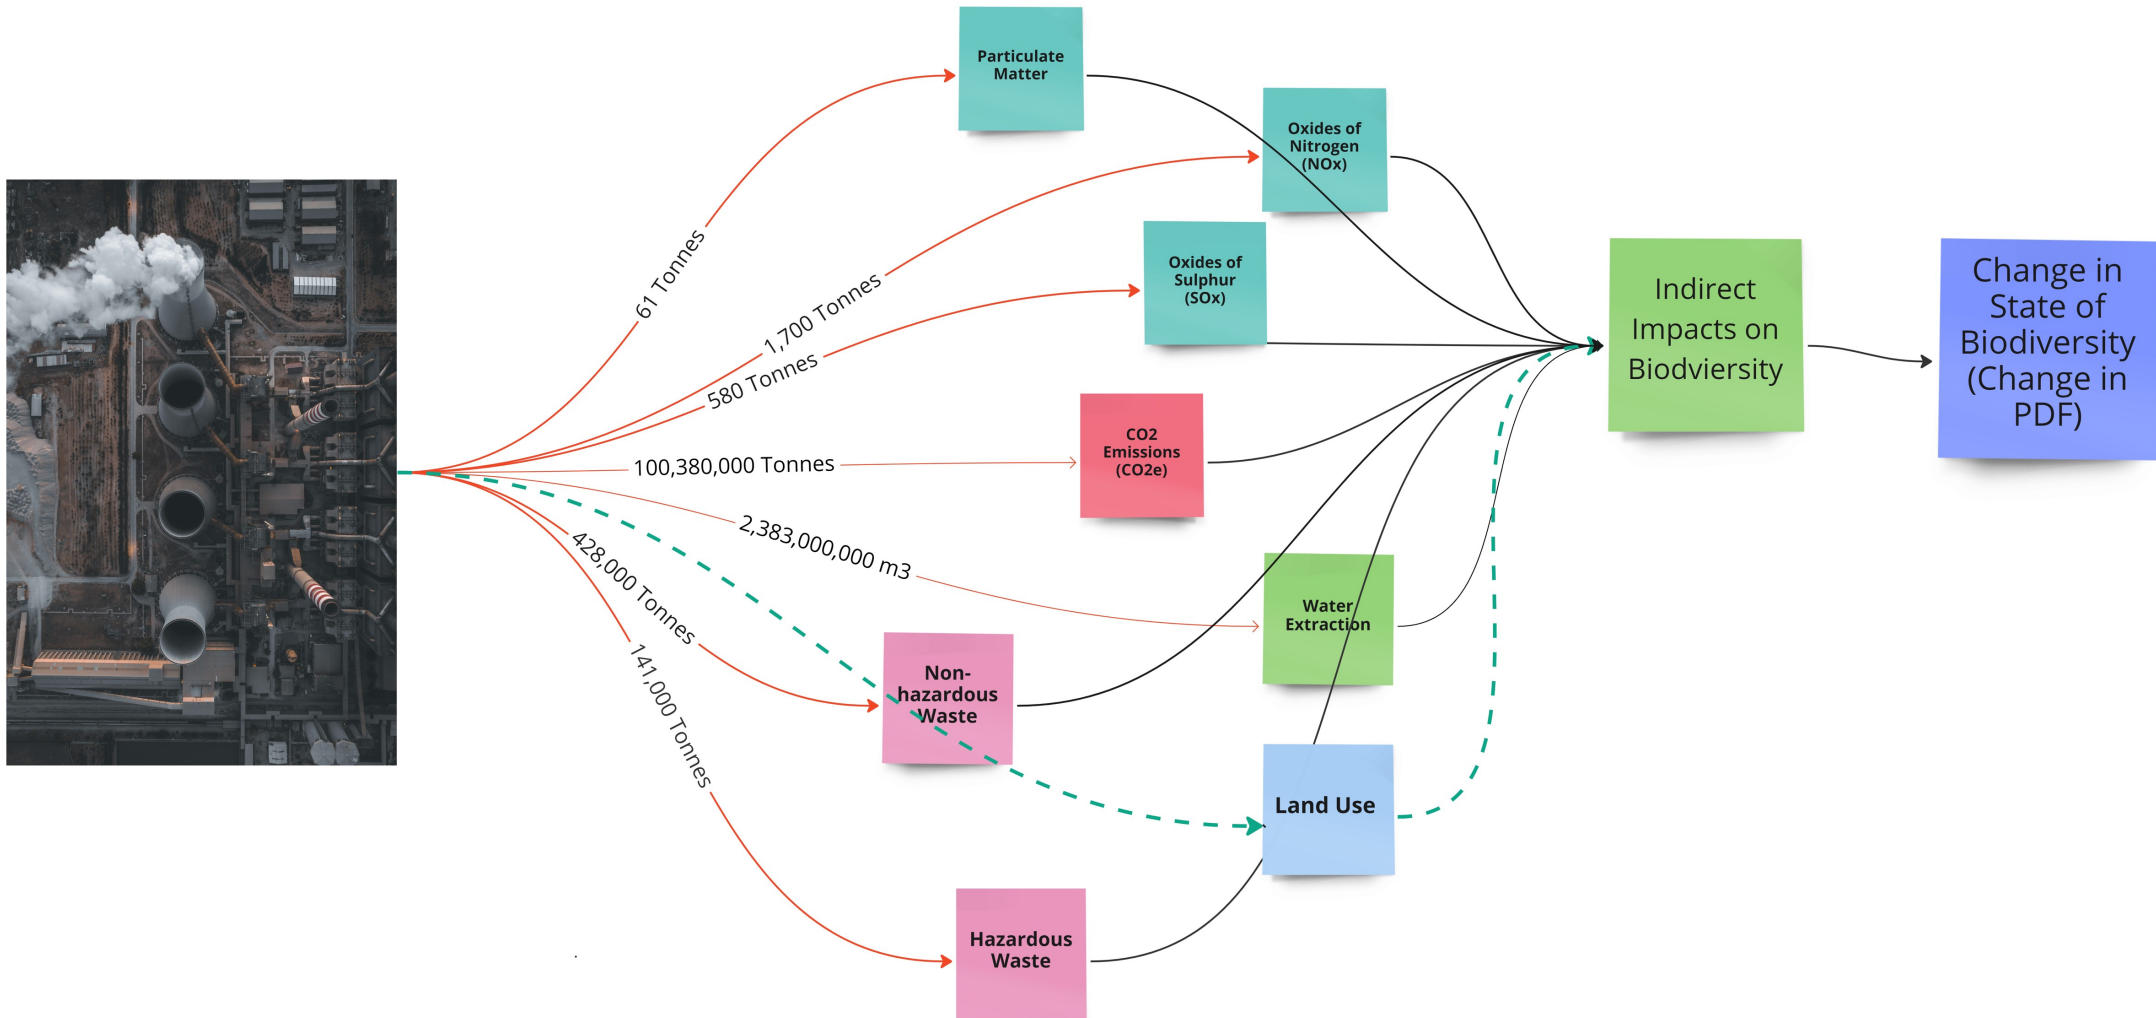 Particulate
Matter
Oxides of
Nitrogen
(NOx)
Oxides of
Sulphur
(SOx)
61 Tonnes
1,700 Tonnes
580 Tonnes
Indirect
Impacts on
Biodviersity
Change in
State of
Biodiversity
(Change in
PDF)
CO2
Emissions
(CO2e)
100,380,000 Tonnes
2,383,000,000 m3
428,000 Tonnes
Water
Extraction
141,000 Tonnes
Non-
hazardous
Waste
Land Use
Hazardous
Waste